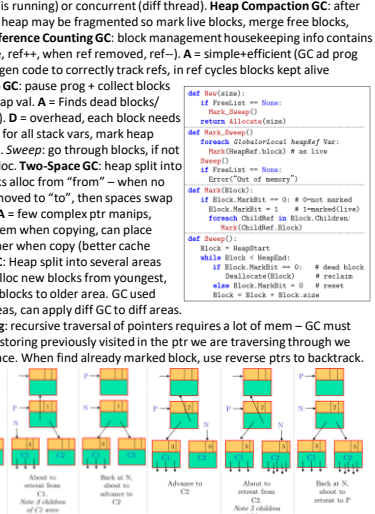 is running) or concurrent (diff thread). Heap Compaction GC: after
heap may be fragmented so mark live blocks, merge free blocks,
ference Counting GC: block management housekeeping info contains
, ref++, when ref removed, ref--). A = simple+efficient (GC ad prog
gen code to correctly track refs, in ref cycles blocks kept alive
GC: pause prog + collect blocks
ap val. A = Finds dead blocks/
). D = overhead, each block needs
for all stack vars, mark heap
. Sweep: go through blocks, if not
loc. Two-Space GC: heap split into
ks alloc from "from" – when no
moved to "to", then spaces swap
A = few complex ptr manips,
em when copying, can place
her when copy (better cache
C: Heap split into several areas
lloc new blocks from youngest,
blocks to older area. GC used
eas, can apply diff GC to diff areas.
g: recursive traversal of pointers requires a lot of mem – GC must
storing previously visited in the ptr we are traversing through we
nce. When find already marked block, use reverse ptrs to backtrack.
def New(size):
if FreeList == None:
Mark_Sweep()
return Allocate(size)
def Mark_Sweep():
foreach GlobalorLocal heapRef Var:
Mark(HeapRef.block) # as live
Sweep()
if FreeList == None:
Error("Out of memory")
def Mark(Block):
if Block.MarkBit == 0: # 0=not marked
Block.MarkBit = 1 # 1=marked(live)
foreach ChildRef in Block.Children:
Mark(ChildRef.Block)
def Sweep():
Block = HeapStart
while Block < HeapEnd:
if Block.MarkBit == 0: # dead block
Deallocate(Block) # reclaim
else Block.MarkBit = 0 # reset
Block = Block + Block.size
P
N
C1
C2
About to
retreat from
C1.
Note 3 children
of C1 were
P
N
C1
C2
Back at N,
about to
advance to
C2
P
N
C1
C2
Advance to
C2
P
N
C1
C2
About to
retreat from
C2.
Note 5 children
P
N
C1
C2
Back at N,
about to
retreat to P